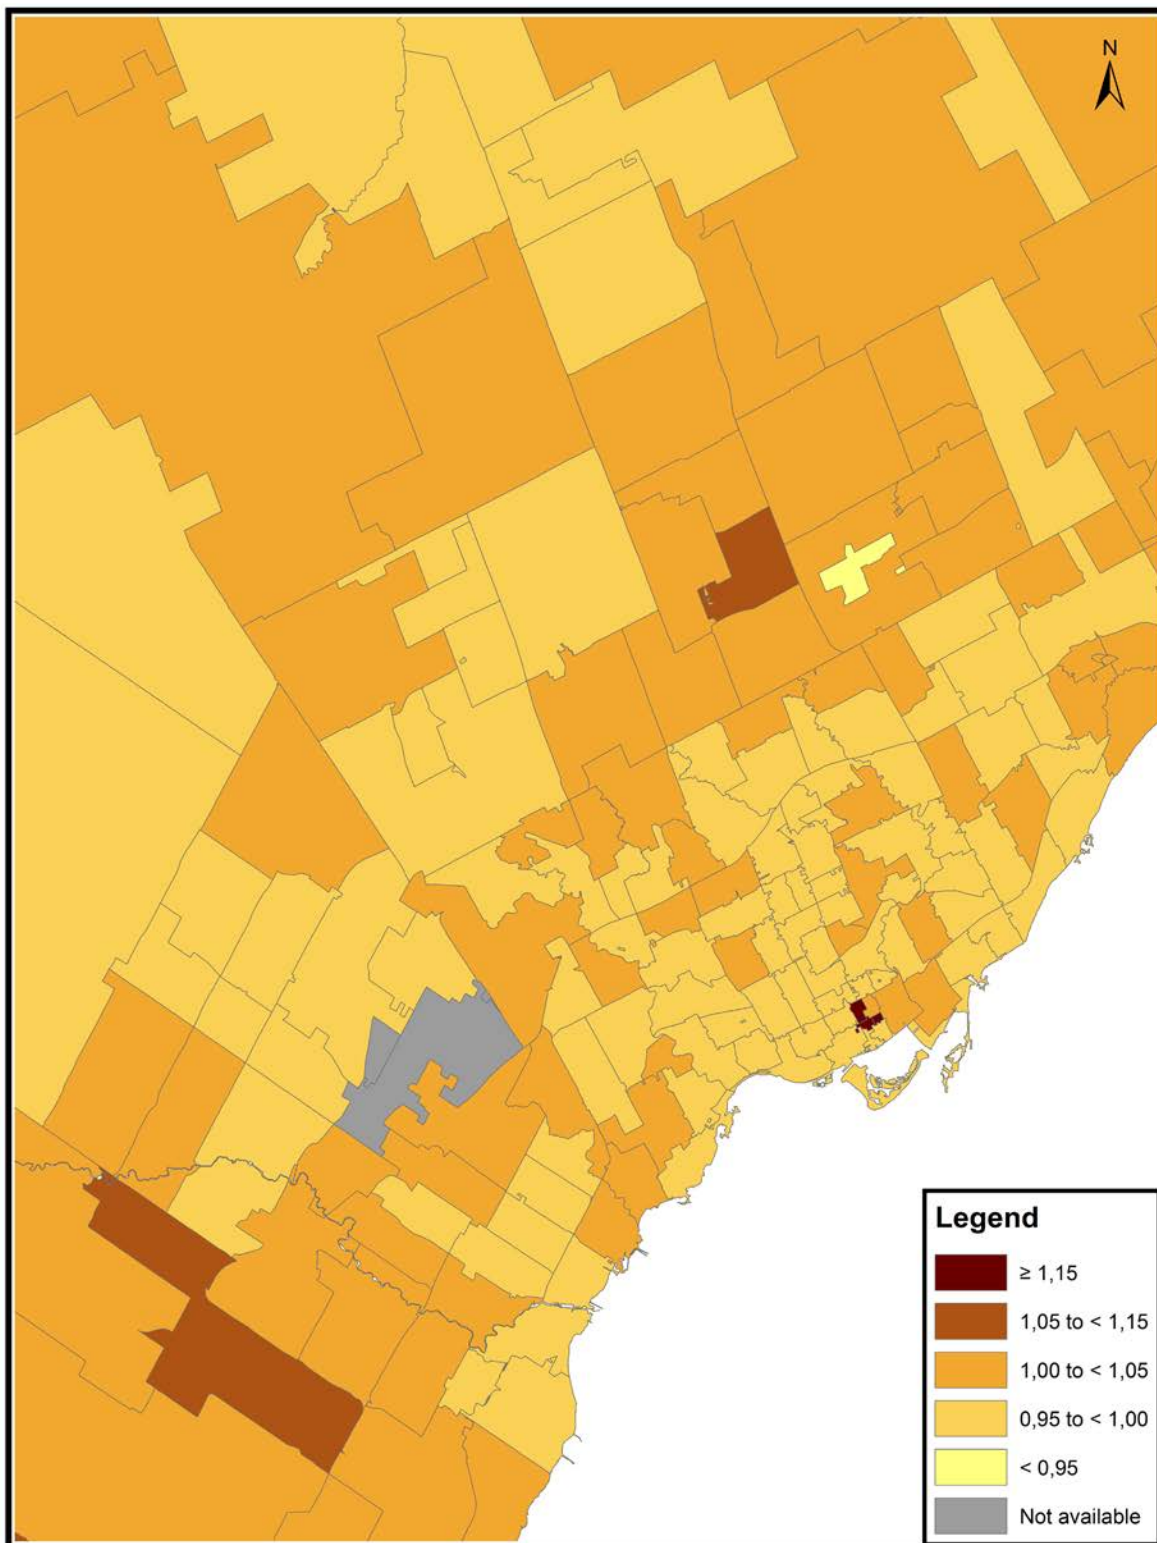 N
Legend
≥ 1,15
1,05 to < 1,15
1,00 to < 1,05
0,95 to < 1,00
< 0,95
Not available